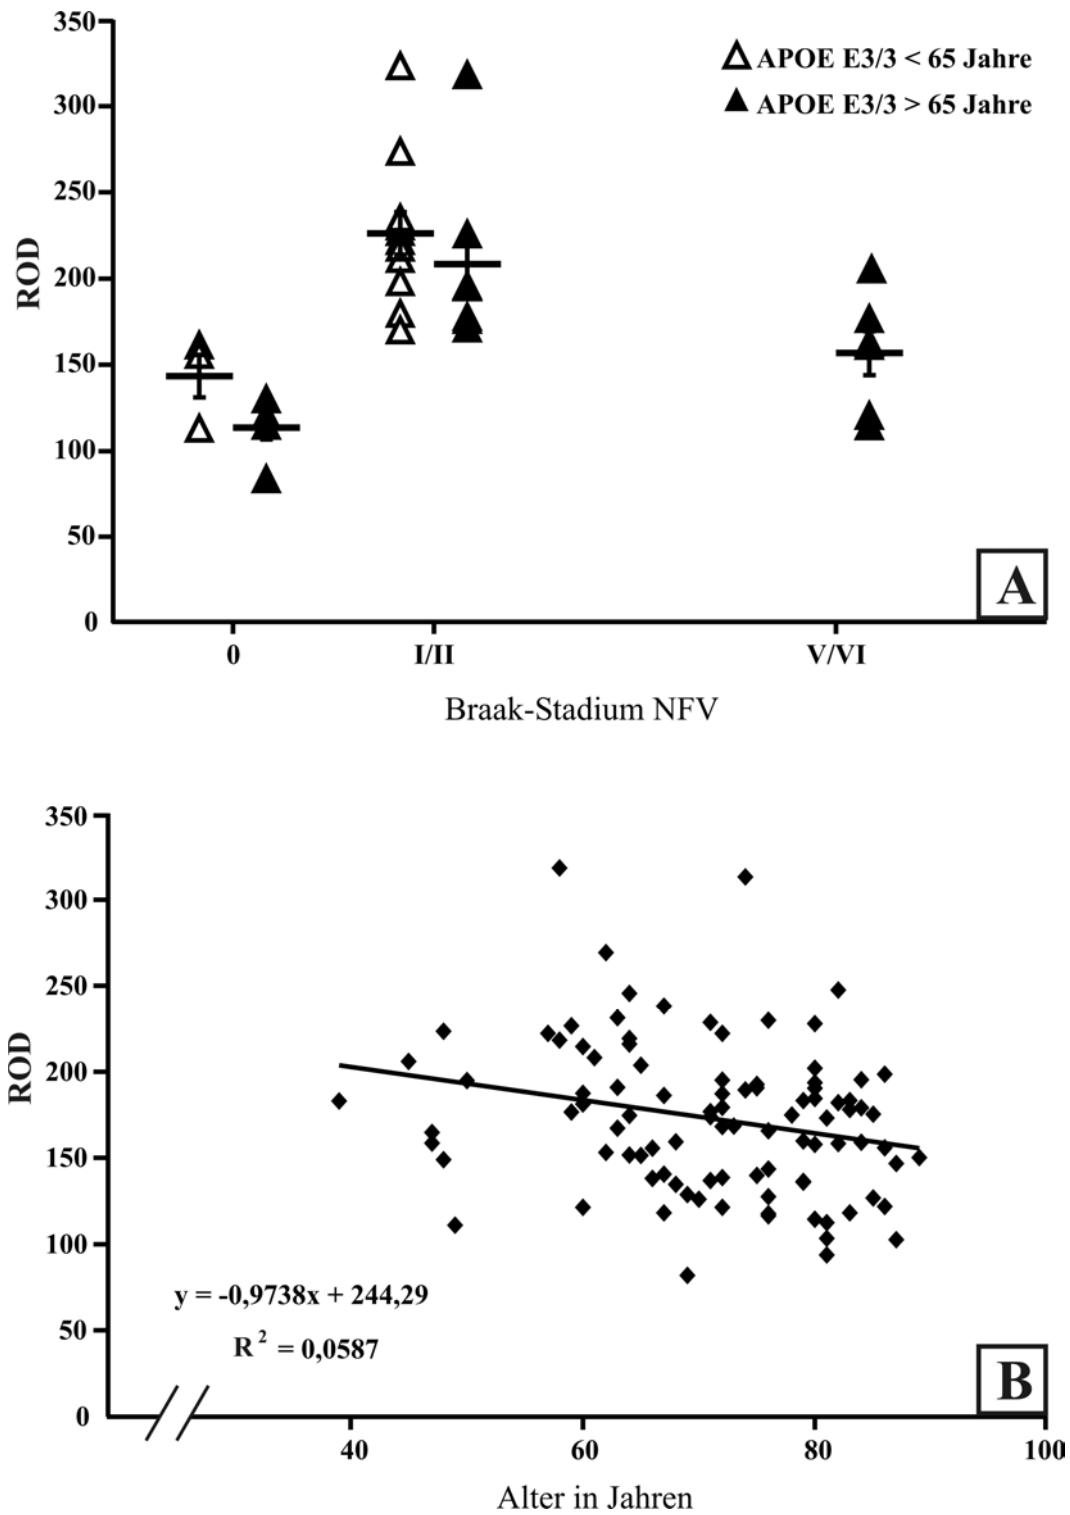 350
300
250
200
150
100
50
0
ROD
APOE E3/3 < 65 Jahre
APOE E3/3 > 65 Jahre
A
0 I/II V/VI
Braak-Stadium NFV
350
300
250
200
150
100
50
0
ROD
y = -0,9738x + 244,29
R² = 0,0587
B
40 60 80 100
Alter in Jahren